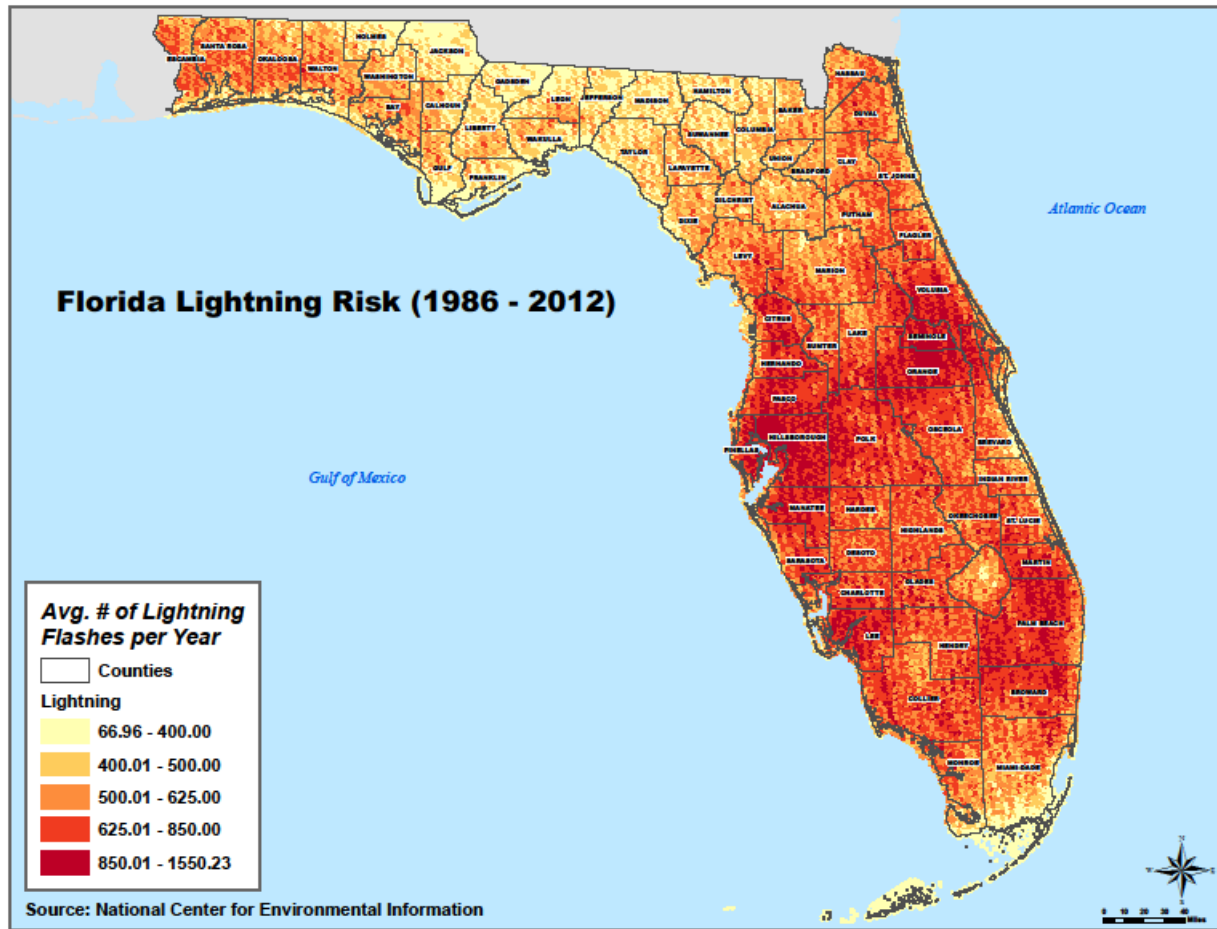 HOLMES
JACKSON
SANTA ROSA
ESCAMBIA
OKALOOSA
WALTON
WASHINGTON
GADSDEN
BAY
CALHOUN
LEON
JEFFERSON
MADISON
HAMILTON
LIBERTY
WAKULLA
TAYLOR
SUWANNEE
COLUMBIA
BAKER
NASSAU
DUVAL
GULF
FRANKLIN
LAFAYETTE
UNION
BRADFORD
CLAY
ST. JOHNS
DIXIE
GILCHRIST
ALACHUA
PUTNAM
FLAGLER
Atlantic Ocean
LEVY
MARION
VOLUSIA
Florida Lightning Risk (1986 - 2012)
CITRUS
SUMTER
LAKE
SEMINOLE
HERNANDO
ORANGE
PASCO
HILLSBOROUGH
POLK
OSCEOLA
BREVARD
PINELLAS
Gulf of Mexico
INDIAN RIVER
MANATEE
HARDEE
HIGHLANDS
OKEECHOBEE
ST. LUCIE
SARASOTA
DESOTO
MARTIN
CHARLOTTE
GLADES
LEE
HENDRY
PALM BEACH
COLLIER
BROWARD
MONROE
MIAMI-DADE
Avg. # of Lightning
Flashes per Year
Counties
Lightning
66.96 - 400.00
400.01 - 500.00
500.01 - 625.00
625.01 - 850.00
850.01 - 1550.23
N
W
E
S
0 10 20 30 40
Miles
Source: National Center for Environmental Information